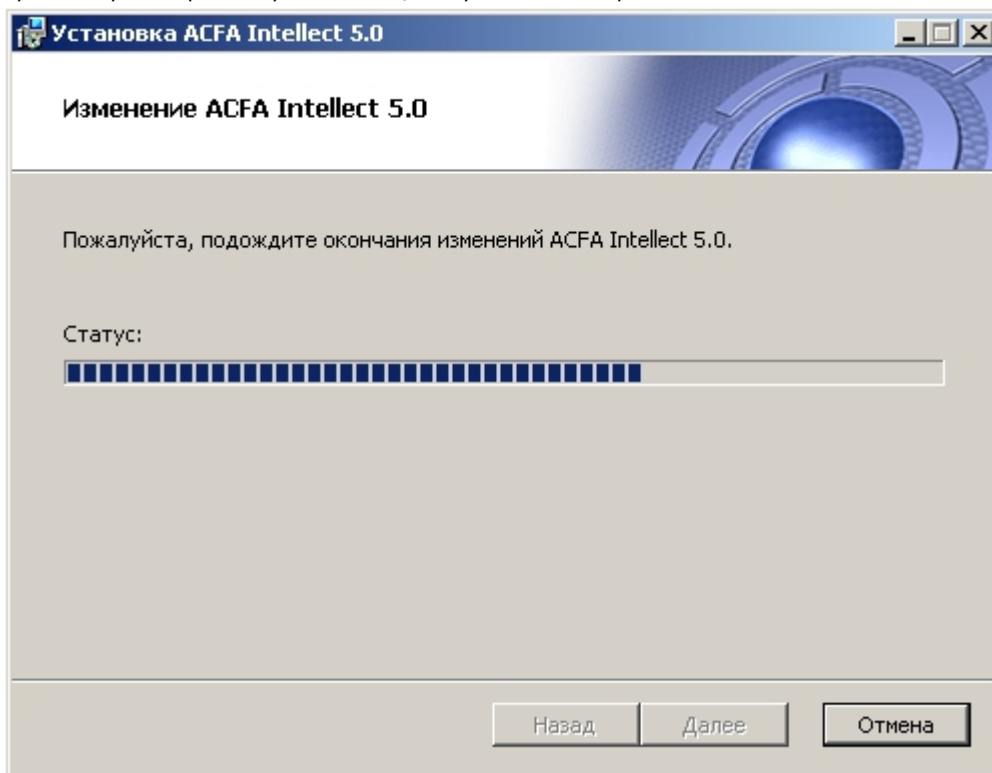 Установка ACFA Intellect 5.0
Изменение ACFA Intellect 5.0
Пожалуйста, подождите окончания изменений ACFA Intellect 5.0.
Статус:
Назад
Далее
Отмена